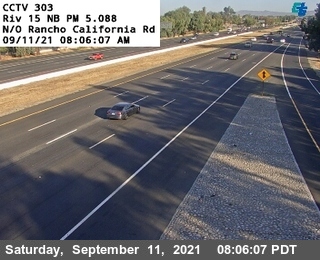 CCTV 303
Riv 15 NB PM 5.088
N/O Rancho California Rd
09/11/21 08:06:07 AM
Saturday, September 11, 2021 08:06:07 PDT